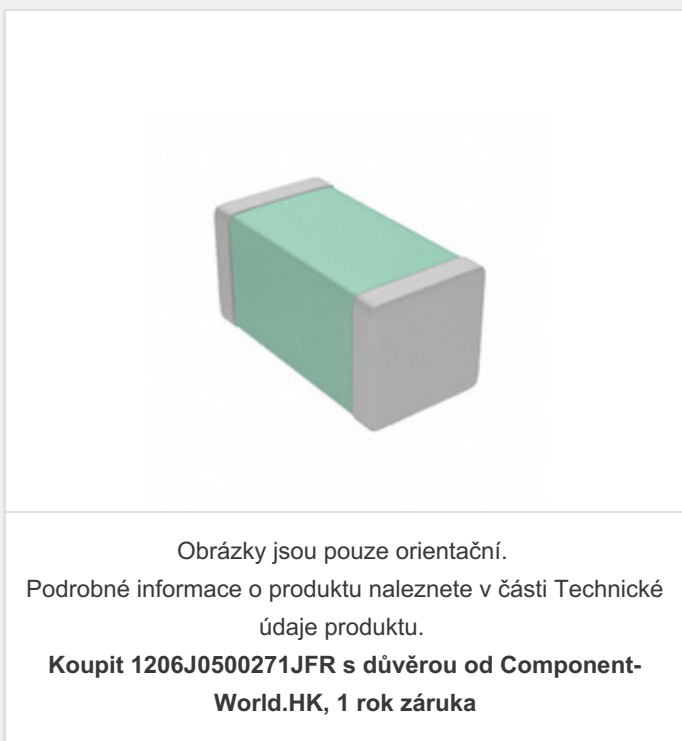 Obrázky jsou pouze orientační.
Podrobné informace o produktu naleznete v části Technické
údaje produktu.
Koupit 1206J0500271JFR s důvěrou od Component-
World.HK, 1 rok záruka